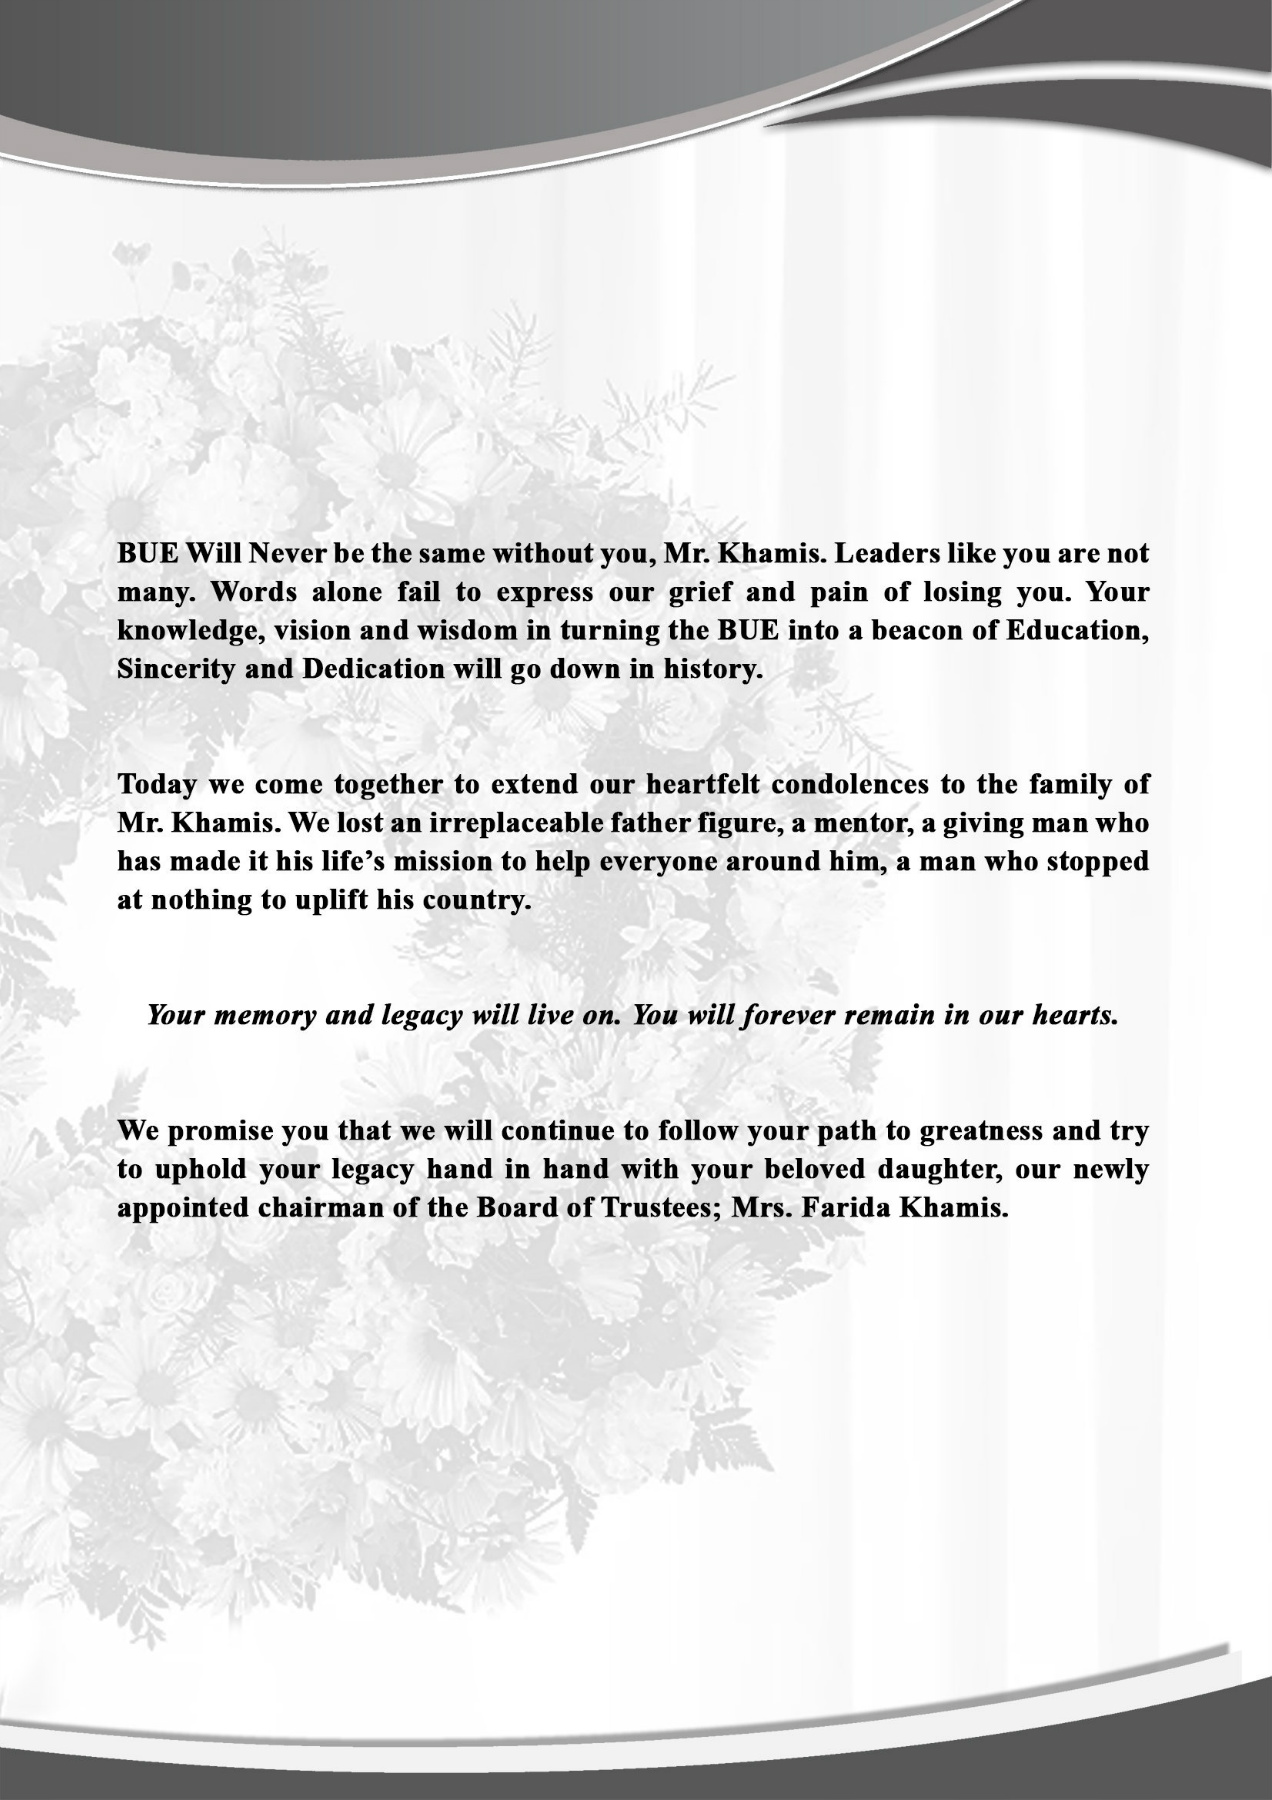 BUE Will Never be the same without you, Mr. Khamis. Leaders like you are not
many. Words alone fail to express our grief and pain of losing you. Your
knowledge, vision and wisdom in turning the BUE into a beacon of Education,
Sincerity and Dedication will go down in history.
Today we come together to extend our heartfelt condolences to the family of
Mr. Khamis. We lost an irreplaceable father figure, a mentor, a giving man who
has made it his life’s mission to help everyone around him, a man who stopped
at nothing to uplift his country.
Your memory and legacy will live on. You will forever remain in our hearts.
We promise you that we will continue to follow your path to greatness and try
to uphold your legacy hand in hand with your beloved daughter, our newly
appointed chairman of the Board of Trustees; Mrs. Farida Khamis.